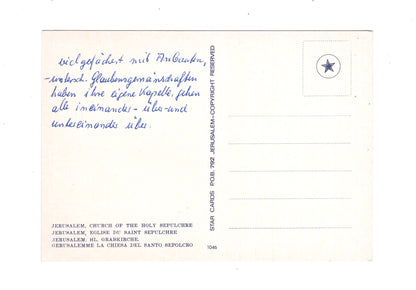 vielgefächert mit Anbauten,
Glaubensgemeinschaften
haben ihre eigene Kapelle, gehen
alle ineinander- über- und
untereinander über.
JERUSALEM, CHURCH OF THE HOLY SEPULCHRE
JERUSALEM, EGLISE DU SAINT SEPULCHRE
JERUSALEM. HL. GRABKIRCHE.
GERUSALEMME LA CHIESA DEL SANTO SEPOLCRO
STAR CARDS P.O.B. 792 JERUSALEM-COPYRIGHT RESERVED
1046